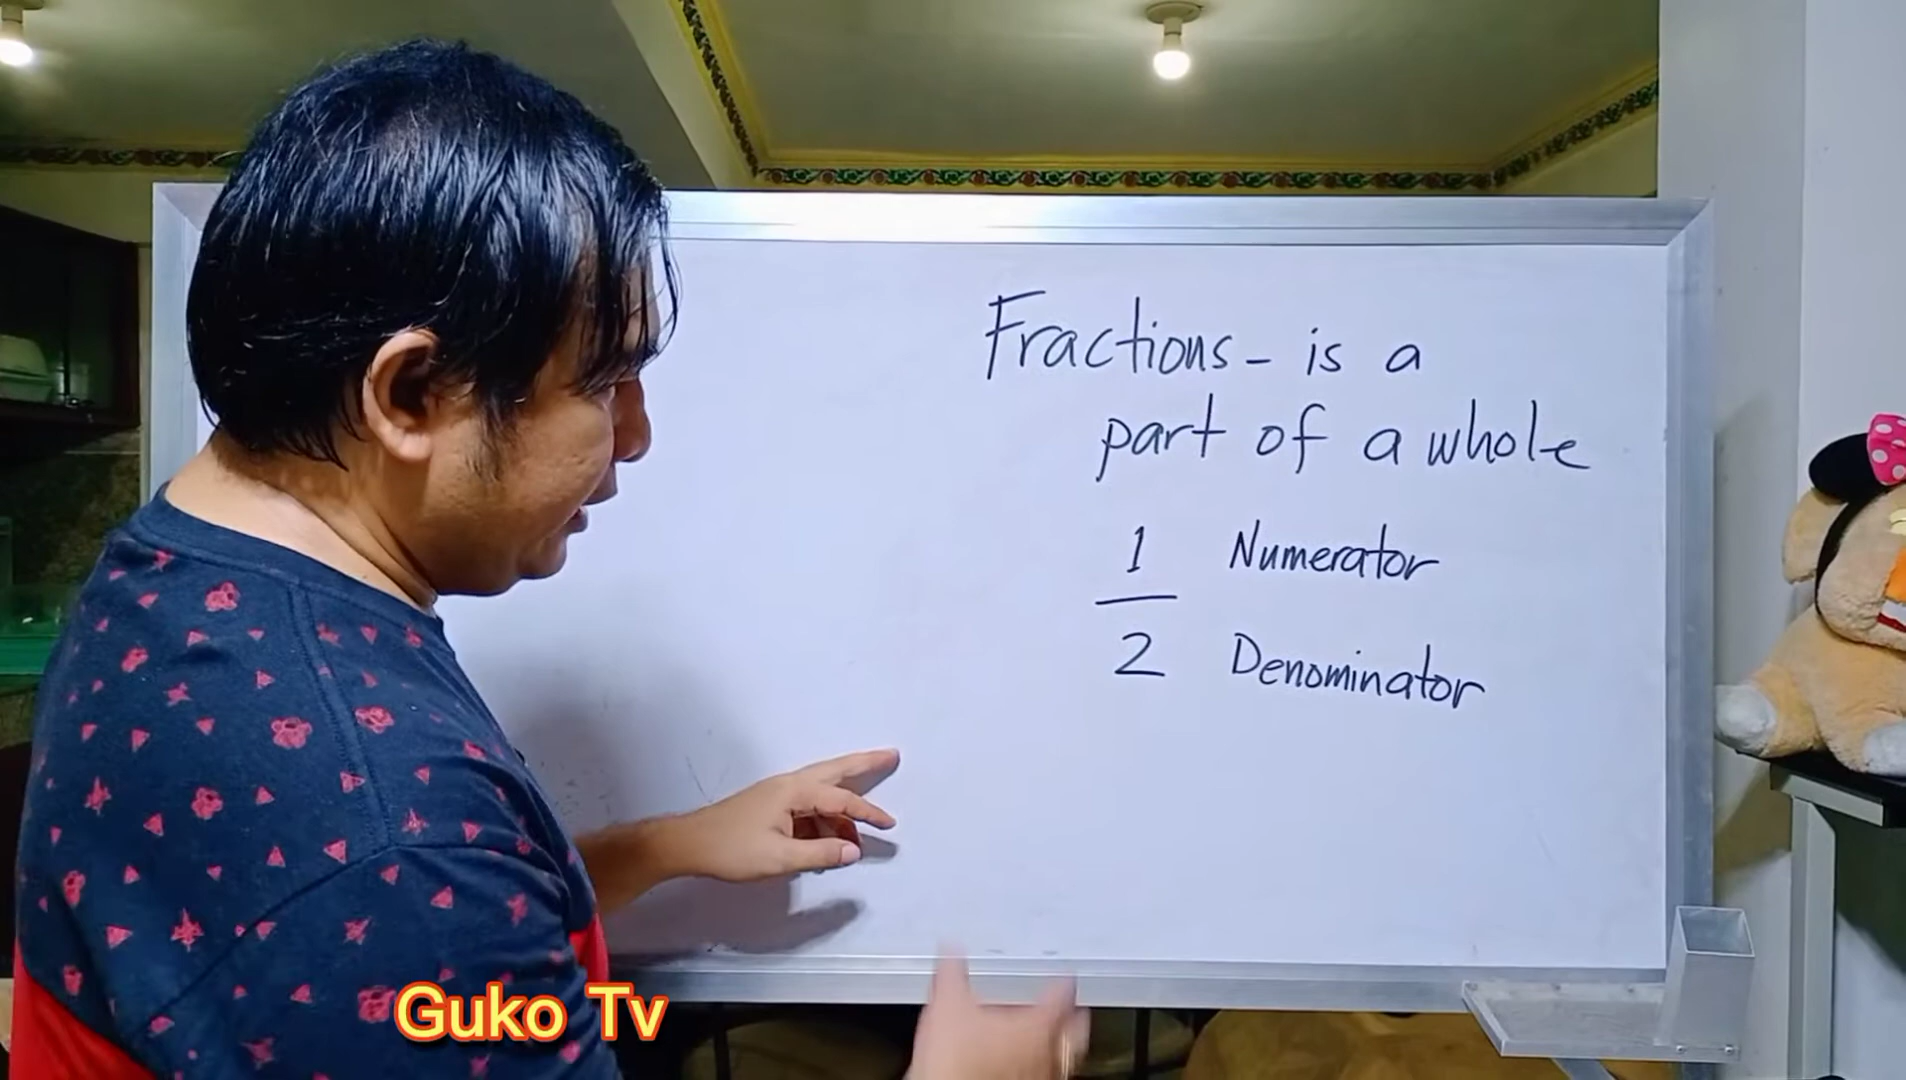 Fractions - is a
part of a whole
1 Numerator
2 Denominator
Guko Tv